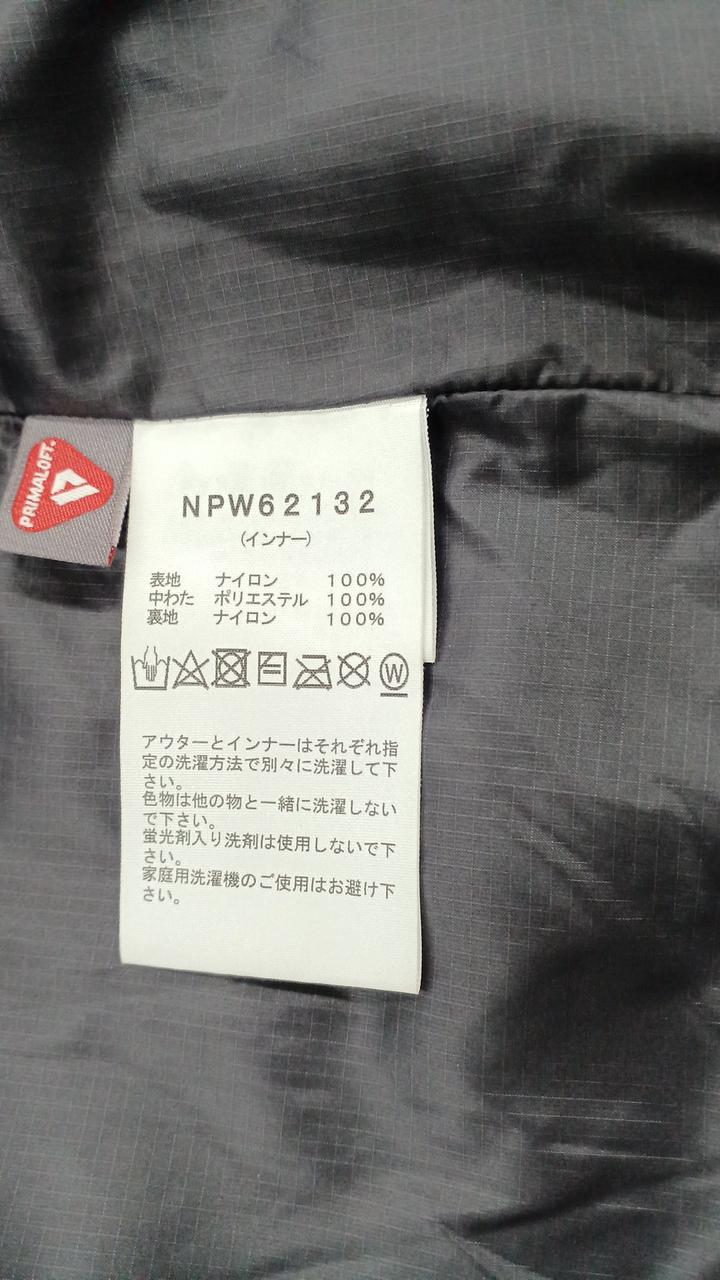 PRIMALOFT
NPW62132
(インナー)
表地 ナイロン 100%
中わた ポリエステル 100%
裏地 ナイロン 100%
W
アウターとインナーはそれぞれ指
定の洗濯方法で別々に洗濯して下
さい。
色物は他の物と一緒に洗濯しない
で下さい。
蛍光剤入り洗剤は使用しないで下
さい。
家庭用洗濯機のご使用はお避け下
さい。